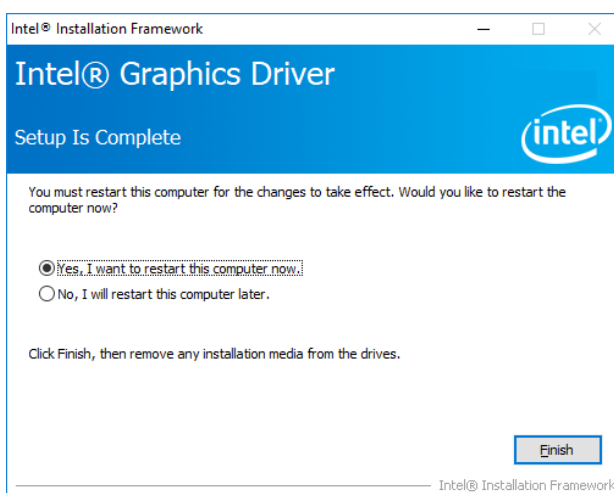 Intel® Installation Framework
Intel® Graphics Driver
Setup Is Complete
intel
You must restart this computer for the changes to take effect. Would you like to restart the
computer now?
Yes, I want to restart this computer now.
No, I will restart this computer later.
Click Finish, then remove any installation media from the drives.
Finish
Intel® Installation Framework